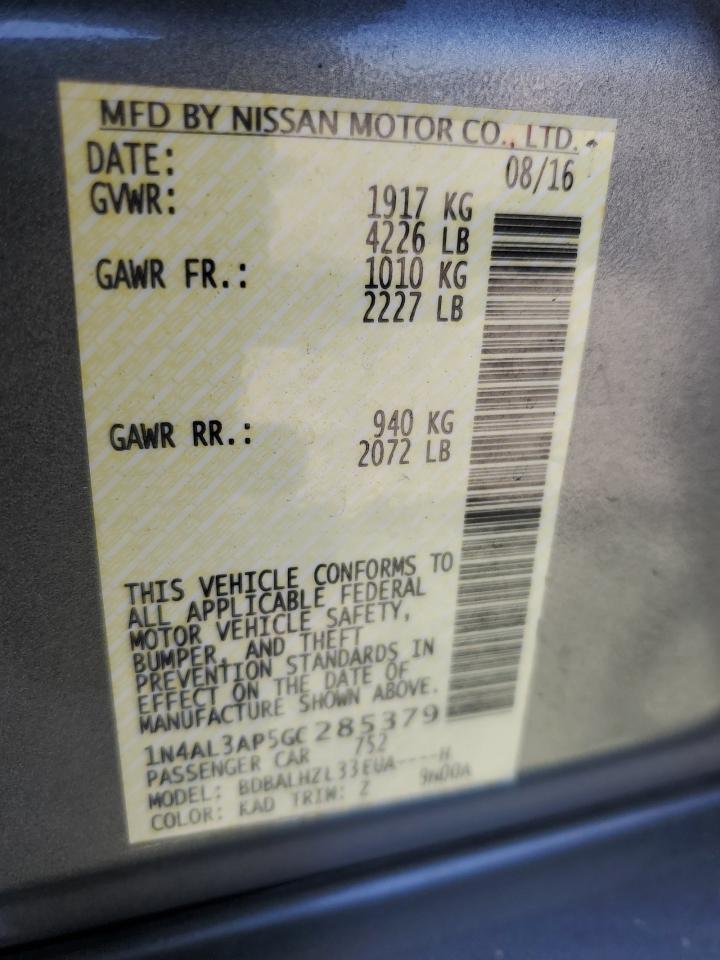 MFD BY NISSAN MOTOR CO., LTD.
DATE: 08/16
GVWR: 1917 KG
4226 LB
GAWR FR.: 1010 KG
2227 LB
GAWR RR.: 940 KG
2072 LB
THIS VEHICLE CONFORMS TO
ALL APPLICABLE FEDERAL
MOTOR VEHICLE SAFETY,
BUMPER, AND THEFT
PREVENTION STANDARDS IN
EFFECT ON THE DATE OF
MANUFACTURE SHOWN ABOVE.
1N4AL3AP5GC285379
PASSENGER CAR 752
MODEL: BDBALHZL33EUA----H
COLOR: KAD TRIM: Z